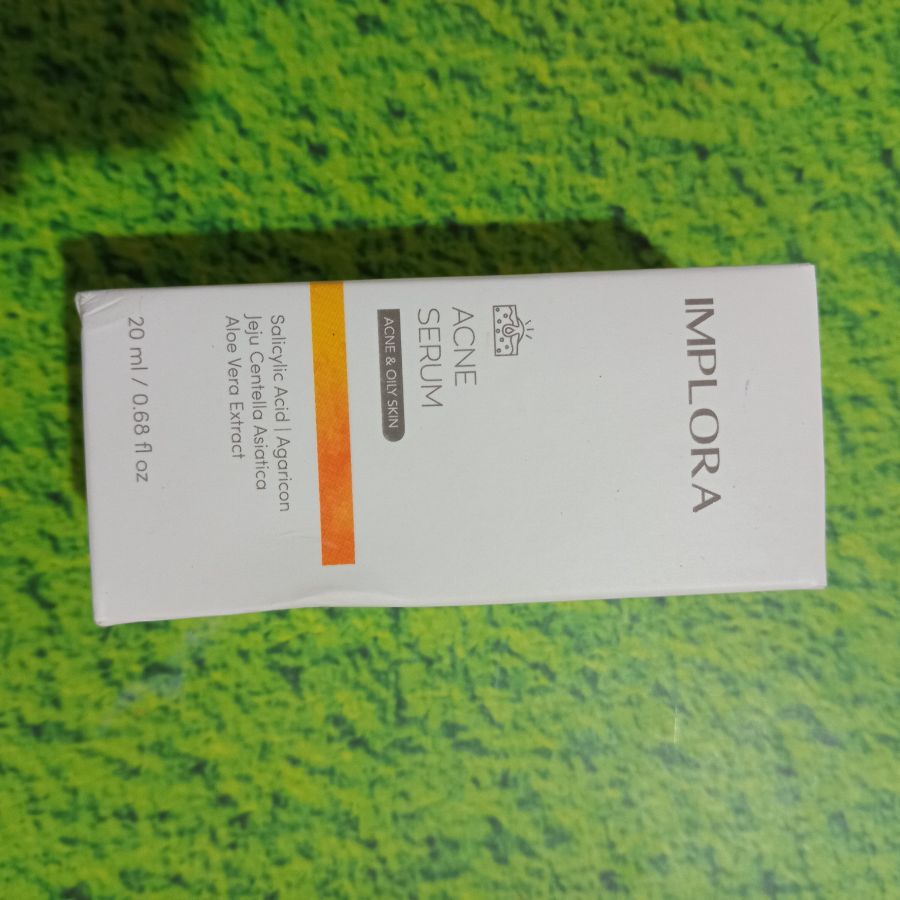 IMPLORA
ACNE
SERUM
ACNE & OILY SKIN
Salicylic Acid | Agaricon
Jeju Centella Asiatica
Aloe Vera Extract
20 ml / 0.68 fl oz